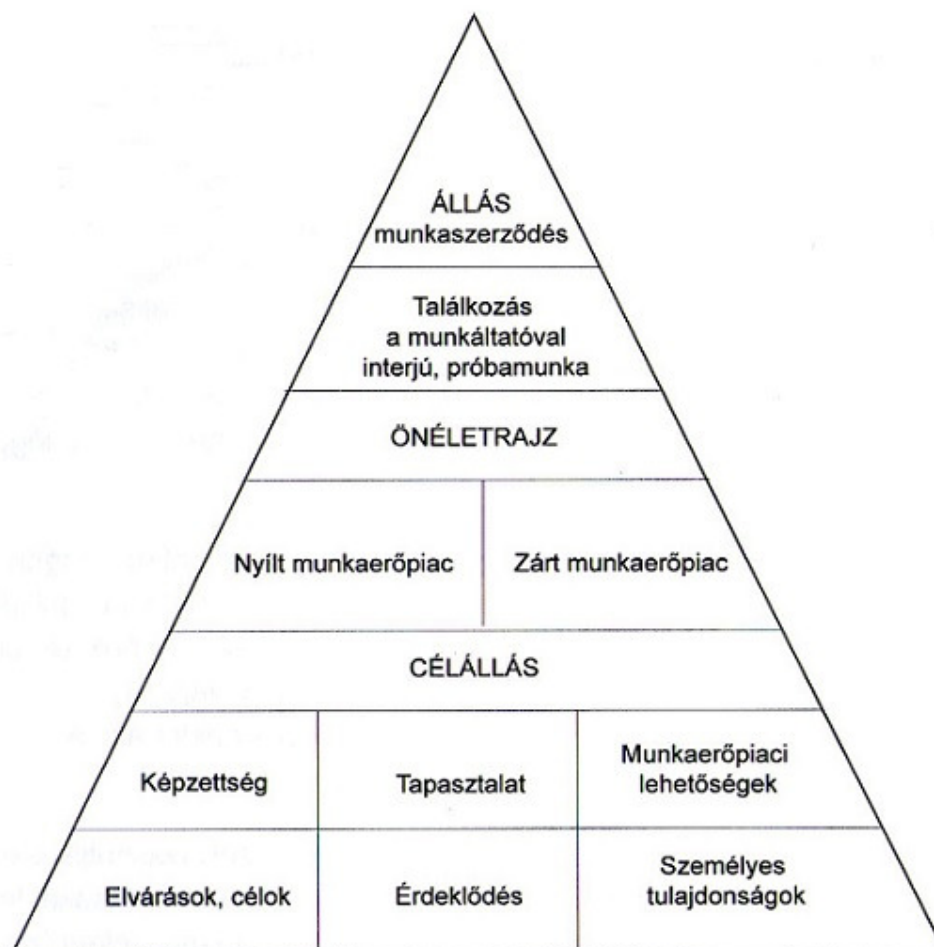 ÁLLÁS
munkaszerződés
Találkozás
a munkáltatóval
interjú, próbamunka
ÖNÉLETRAJZ
Nyílt munkaerőpiac
Zárt munkaerőpiac
CÉLÁLLÁS
Képzettség
Tapasztalat
Munkaerőpiaci
lehetőségek
Elvárások, célok
Érdeklődés
Személyes
tulajdonságok